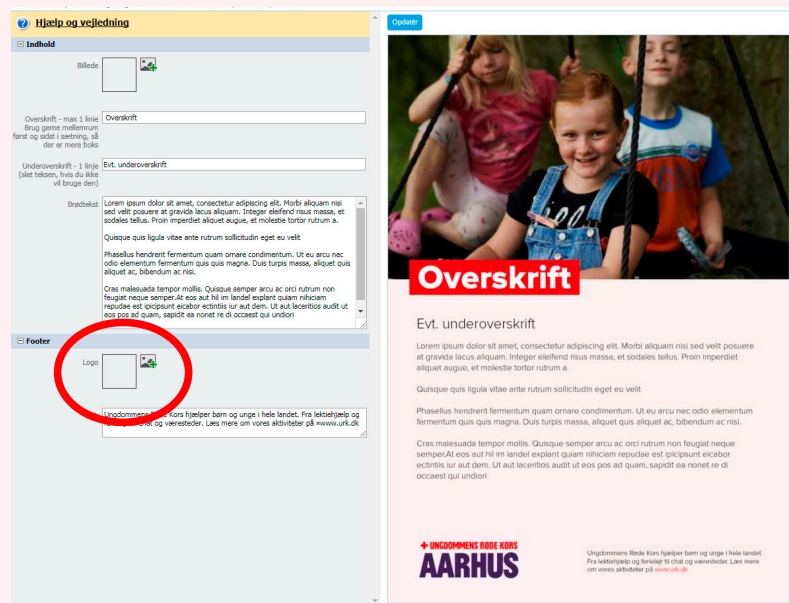 Hjælp og vejledning
Indhold
Billede
Overskrift - max 1 linie
Brug gerne mellemrum
først og sidst i sætning, så
der er mere boks
Overskrift
Underoverskrift - 1 linje
(slet teksen, hvis du ikke
vil bruge den)
Evt. underoverskrift
Brødtekst
Lorem ipsum dolor sit amet, consectetur adipiscing elit. Morbi aliquam nisi
sed velit posuere at gravida lacus aliquam. Integer eleifend risus massa, et
sodales tellus. Proin imperdiet aliquet augue, et molestie tortor rutrum a.
Quisque quis ligula vitae ante rutrum sollicitudin eget eu velit
Phasellus hendrerit fermentum quam ornare condimentum. Ut eu arcu nec
odio elementum fermentum quis quis magna. Duis turpis massa, aliquet quis
aliquet ac, bibendum ac nisi.
Cras malesuada tempor mollis. Quisque semper arcu ac orci rutrum non
feugiat neque semper.At eos aut hil im landel explant quiam nihiciam
repudae est ipicipsunt eicabor ectintiis iur aut dem. Ut aut laceritios audit ut
eos pos ad quam, sapidit ea nonet re di occaest qui undiori
Footer
Logo
Ungdommens Røde Kors hjælper børn og unge i hele landet. Fra lektiehjælp og
chat og væresteder. Læs mere om vores aktiviteter på »www.urk.dk
Opdatér
Overskrift
Evt. underoverskrift
Lorem ipsum dolor sit amet, consectetur adipiscing elit. Morbi aliquam nisi sed velit posuere
at gravida lacus aliquam. Integer eleifend risus massa, et sodales tellus. Proin imperdiet
aliquet augue, et molestie tortor rutrum a.
Quisque quis ligula vitae ante rutrum sollicitudin eget eu velit
Phasellus hendrerit fermentum quam ornare condimentum. Ut eu arcu nec odio elementum
fermentum quis quis magna. Duis turpis massa, aliquet quis aliquet ac, bibendum ac nisi.
Cras malesuada tempor mollis. Quisque semper arcu ac orci rutrum non feugiat neque
semper.At eos aut hil im landel explant quiam nihiciam repudae est ipicipsunt eicabor
ectintiis iur aut dem. Ut aut laceritios audit ut eos pos ad quam, sapidit ea nonet re di
occaest qui undiori
UNGDOMMENS RØDE KORS
AARHUS
Ungdommens Røde Kors hjælper børn og unge i hele landet.
Fra lektiehjælp og ferielejr til chat og væresteder. Læs mere
om vores aktiviteter på www.urk.dk